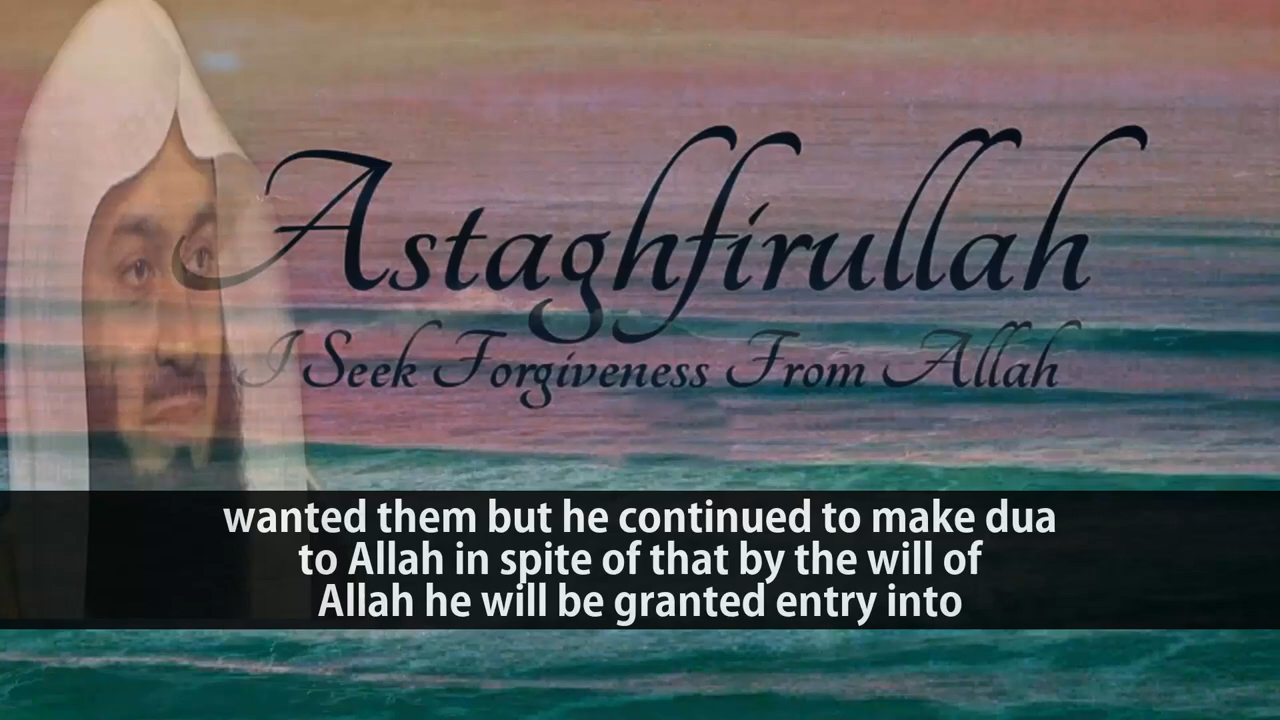 Astaghfirullah
I Seek Forgiveness From Allah
wanted them but he continued to make dua
to Allah in spite of that by the will of
Allah he will be granted entry into